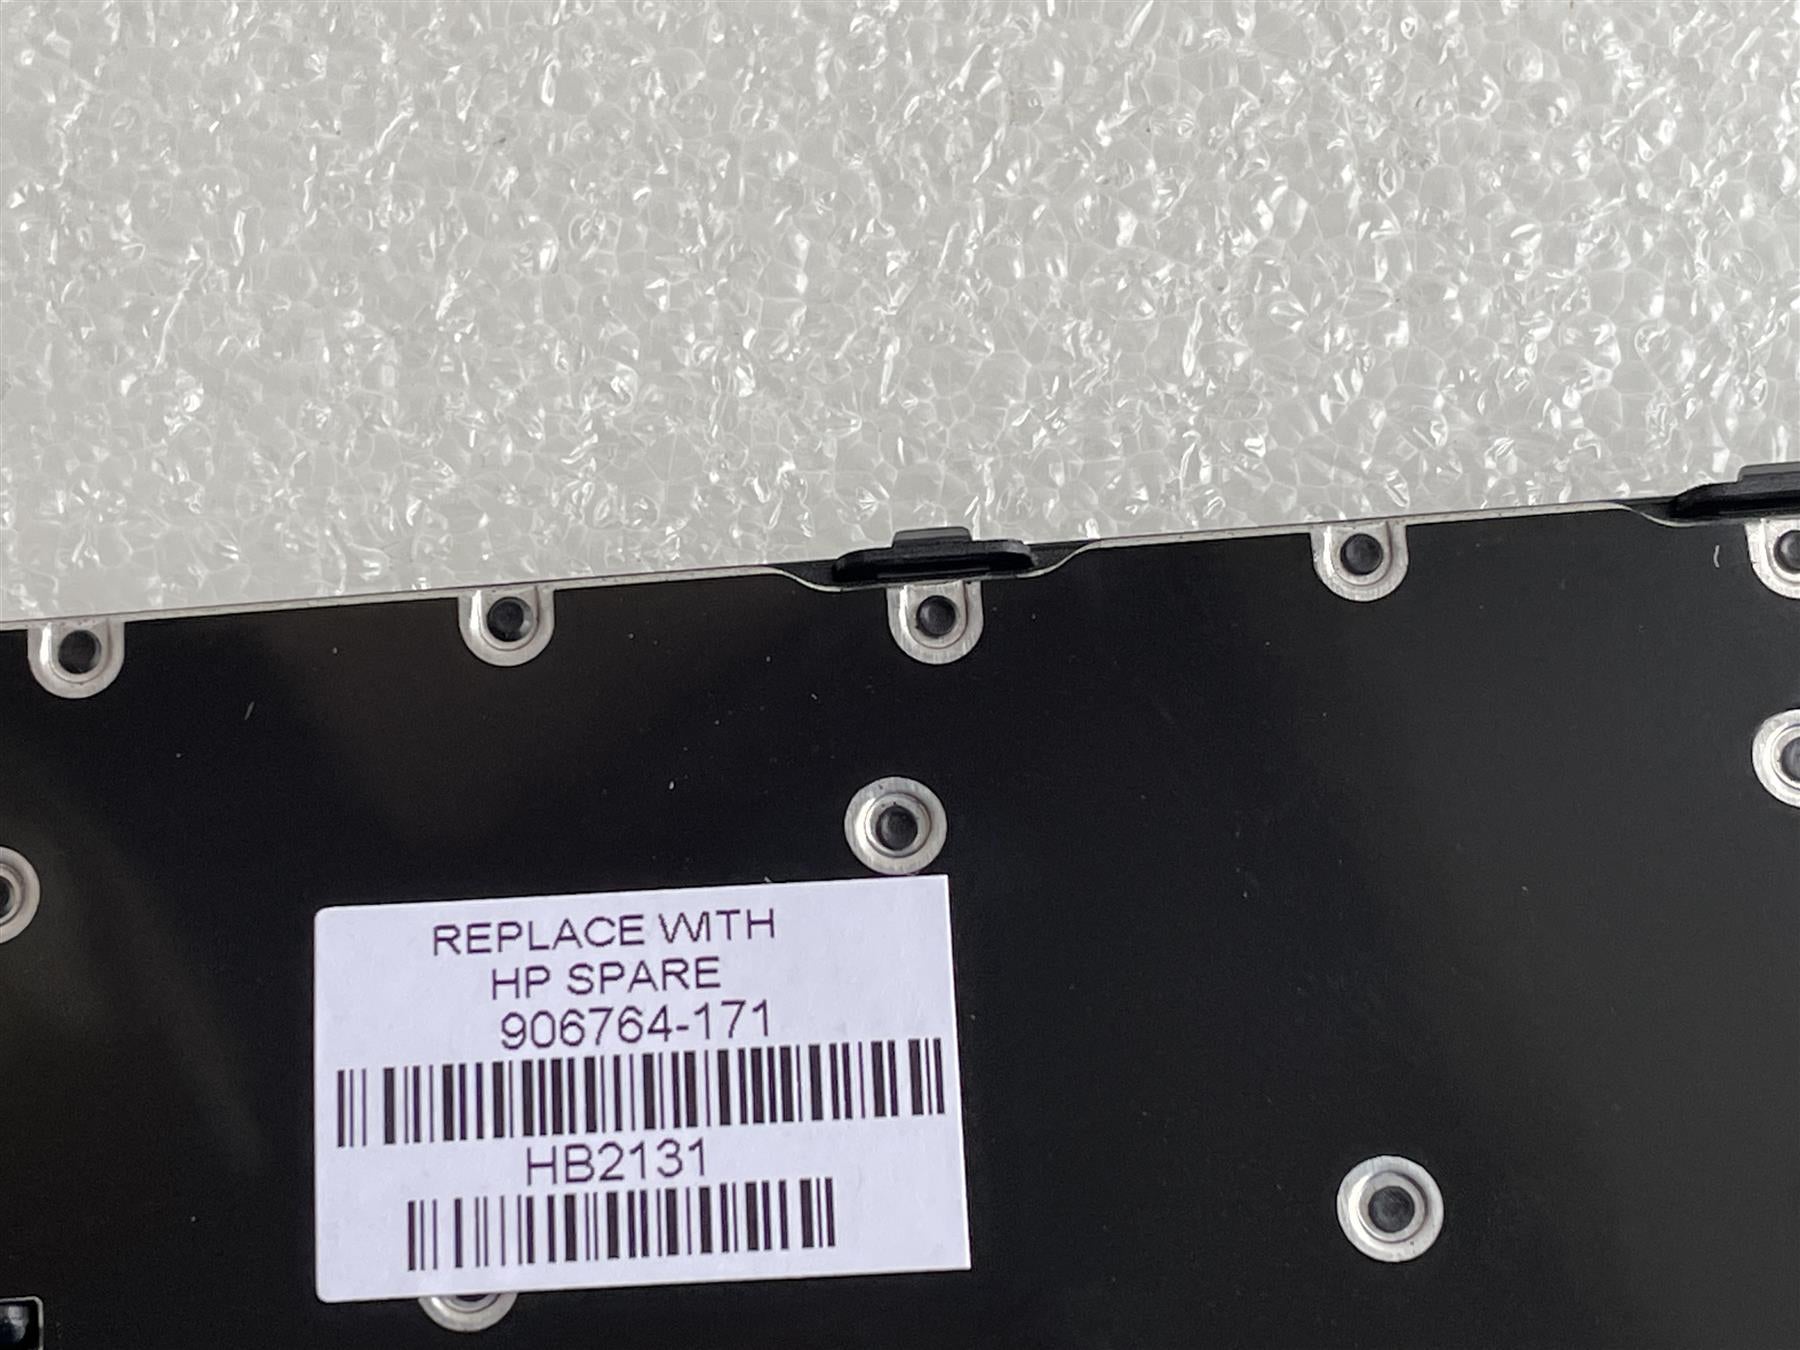 REPLACE WITH
HP SPARE
906764-171
HB2131